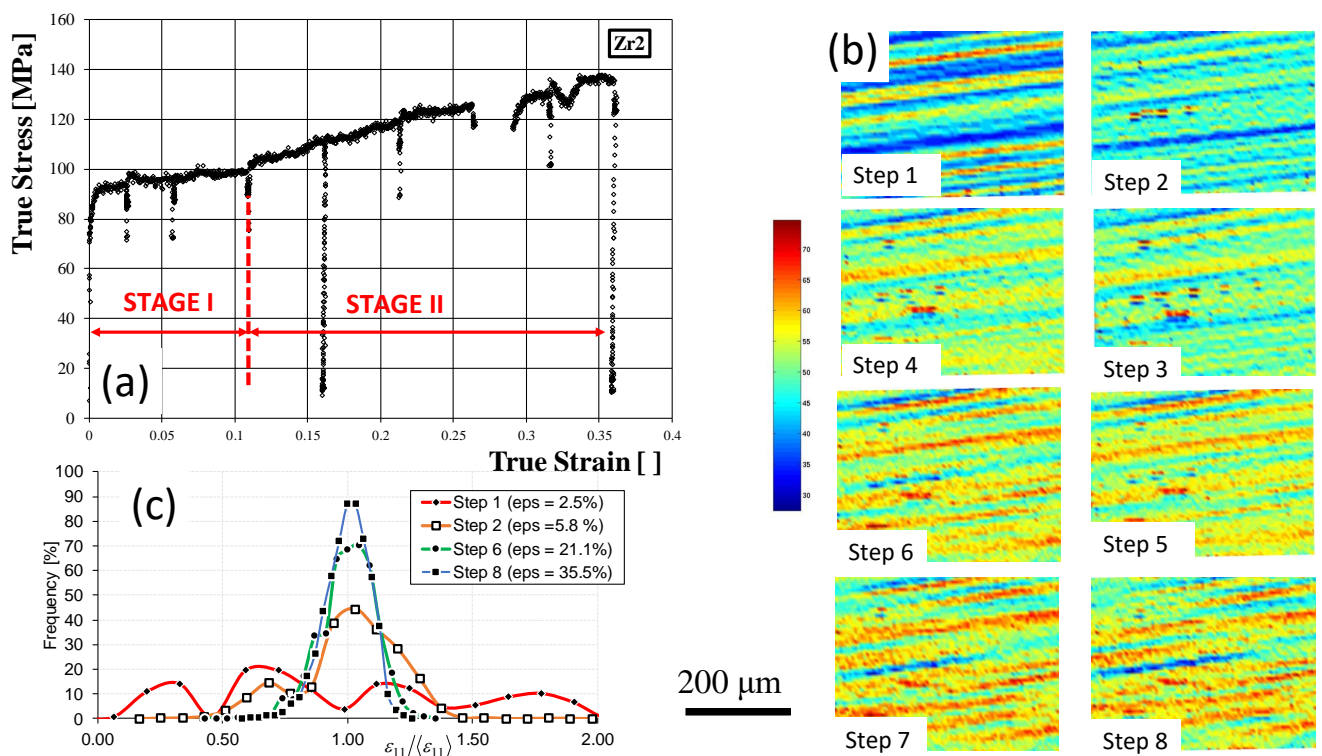 160
140
120
100
80
60
40
20
0
0
0.05
0.1
0.15
0.2
0.25
0.3
0.35
0.4
True Stress [MPa]
True Strain [ ]
Zr2
STAGE I
STAGE II
(a)
(b)
Step 1
Step 2
Step 4
Step 3
Step 6
Step 5
Step 7
Step 8
70
65
60
55
50
45
40
35
30
(c)
100
90
80
70
60
50
40
30
20
10
0
Frequency [%]
0.00
0.50
1.00
1.50
2.00
ε11/⟨ε11⟩
Step 1 (eps = 2.5%)
Step 2 (eps =5.8 %)
Step 6 (eps = 21.1%)
Step 8 (eps = 35.5%)
200 μm